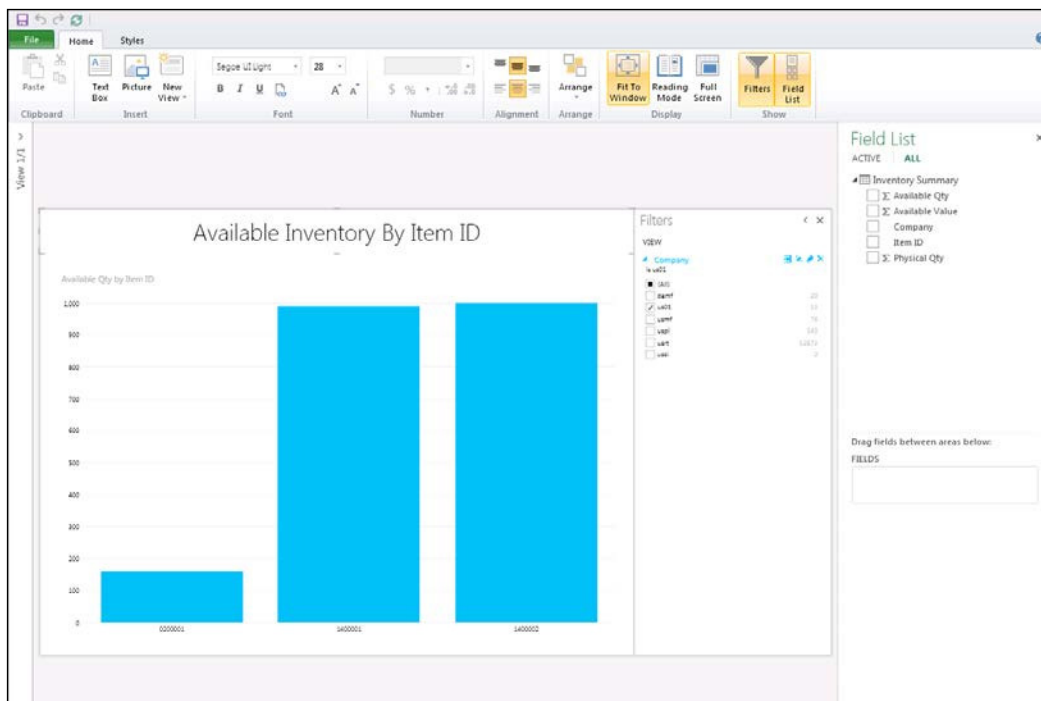 File Home Styles
Paste
Text Box
Picture
New View
Segoe UI Light 28
B I U A A
$ %
Arrange
Fit To Window
Reading Mode
Full Screen
Filters
Field List
Clipboard Insert Font Number Alignment Arrange Display Show
View 1/1
Available Inventory By Item ID
Available Qty by Item ID
1,000
900
800
700
600
500
400
300
200
100
0
0200001 1400001 1400002
Filters
VIEW
Company
(All)
Field List
ACTIVE ALL
Inventory Summary
Σ Available Qty
Σ Available Value
Company
Item ID
Σ Physical Qty
Drag fields between areas below:
FIELDS